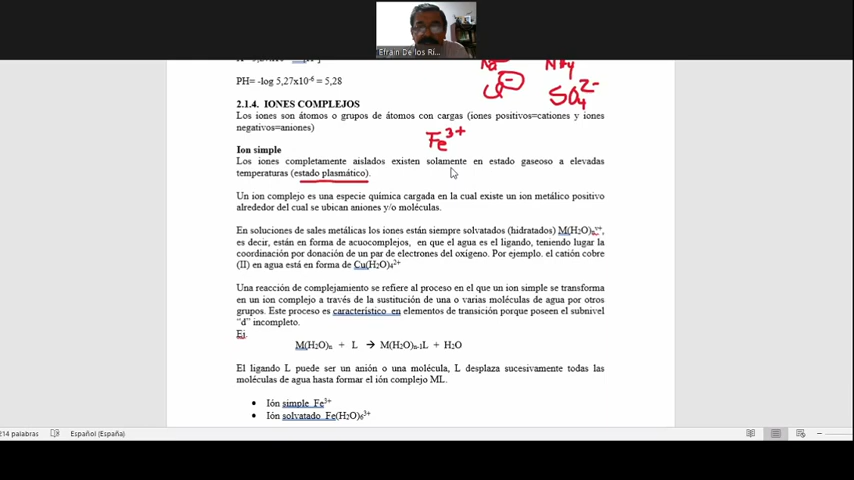 Efrain De los Rí...
PH= -log 5,27x10-6 = 5,28
Na
Cl-
SO42-
2.1.4. IONES COMPLEJOS
Los iones son átomos o grupos de átomos con cargas (iones positivos=cationes y iones
negativos=aniones)
Fe3+
Ion simple
Los iones completamente aislados existen solamente en estado gaseoso a elevadas
temperaturas (estado plasmático).
Un ion complejo es una especie química cargada en la cual existe un ion metálico positivo
alrededor del cual se ubican aniones y/o moléculas.
En soluciones de sales metálicas los iones están siempre solvatados (hidratados) M(H2O)ny+,
es decir, están en forma de acuocomplejos, en que el agua es el ligando, teniendo lugar la
coordinación por donación de un par de electrones del oxígeno. Por ejemplo. el catión cobre
(II) en agua está en forma de Cu(H2O)42+
Una reacción de complejamiento se refiere al proceso en el que un ion simple se transforma
en un ion complejo a través de la sustitución de una o varias moléculas de agua por otros
grupos. Este proceso es característico en elementos de transición porque poseen el subnivel
"d" incompleto.
Ej.
M(H2O)n + L → M(H2O)n-1L + H2O
El ligando L puede ser un anión o una molécula, L desplaza sucesivamente todas las
moléculas de agua hasta formar el ión complejo ML.
• Ión simple Fe3+
• Ión solvatado Fe(H2O)63+
214 palabras
Español (España)